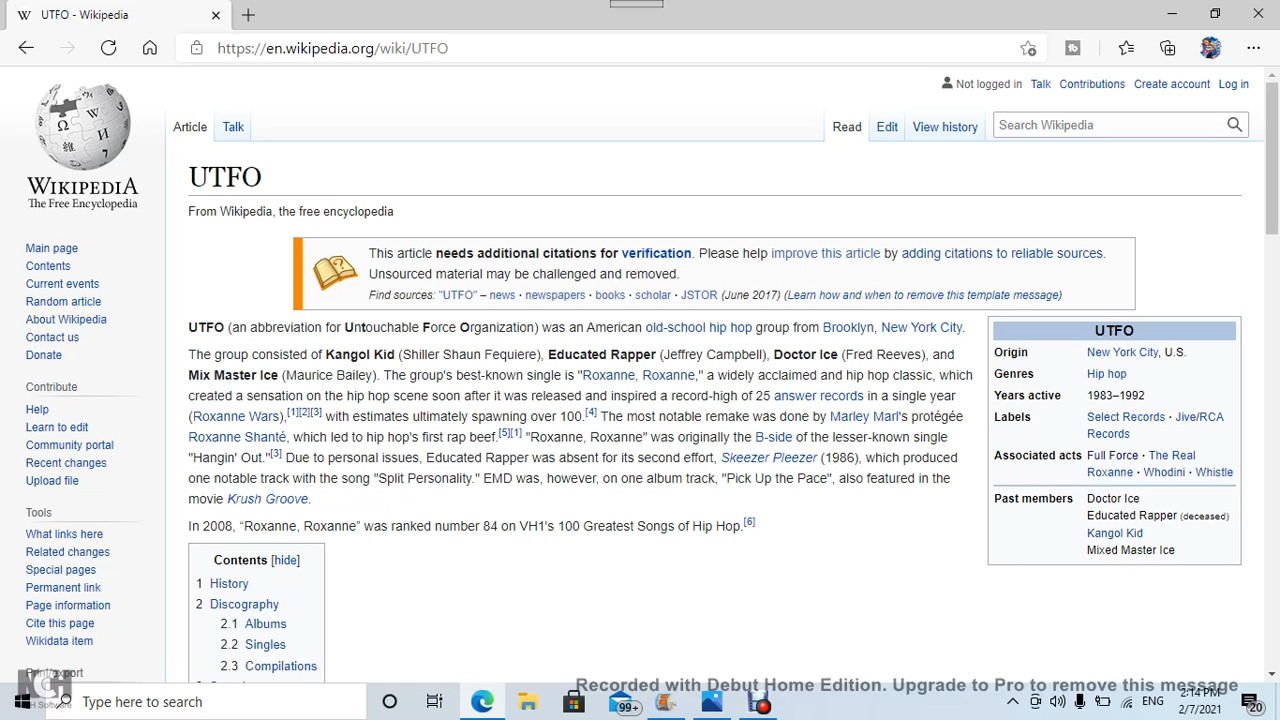 UTFO - Wikipedia
https://en.wikipedia.org/wiki/UTFO
Not logged in Talk Contributions Create account Log in
Article Talk Read Edit View history Search Wikipedia
WIKIPEDIA
The Free Encyclopedia
Main page
Contents
Current events
Random article
About Wikipedia
Contact us
Donate
Contribute
Help
Learn to edit
Community portal
Recent changes
Upload file
Tools
What links here
Related changes
Special pages
Permanent link
Page information
Cite this page
Wikidata item
Print/export
UTFO
From Wikipedia, the free encyclopedia
This article needs additional citations for verification. Please help improve this article by adding citations to reliable sources.
Unsourced material may be challenged and removed.
Find sources: "UTFO" – news · newspapers · books · scholar · JSTOR (June 2017) (Learn how and when to remove this template message)
UTFO (an abbreviation for Untouchable Force Organization) was an American old-school hip hop group from Brooklyn, New York City.
The group consisted of Kangol Kid (Shiller Shaun Fequiere), Educated Rapper (Jeffrey Campbell), Doctor Ice (Fred Reeves), and
Mix Master Ice (Maurice Bailey). The group's best-known single is "Roxanne, Roxanne," a widely acclaimed and hip hop classic, which
created a sensation on the hip hop scene soon after it was released and inspired a record-high of 25 answer records in a single year
(Roxanne Wars),[1][2][3] with estimates ultimately spawning over 100.[4] The most notable remake was done by Marley Marl's protégée
Roxanne Shanté, which led to hip hop's first rap beef.[5][1] "Roxanne, Roxanne" was originally the B-side of the lesser-known single
"Hangin' Out."[3] Due to personal issues, Educated Rapper was absent for its second effort, Skeezer Pleezer (1986), which produced
one notable track with the song "Split Personality." EMD was, however, on one album track, "Pick Up the Pace", also featured in the
movie Krush Groove.
In 2008, “Roxanne, Roxanne” was ranked number 84 on VH1's 100 Greatest Songs of Hip Hop.[6]
UTFO
Origin New York City, U.S.
Genres Hip hop
Years active 1983–1992
Labels Select Records · Jive/RCA
Records
Associated acts Full Force · The Real
Roxanne · Whodini · Whistle
Past members Doctor Ice
Educated Rapper (deceased)
Kangol Kid
Mixed Master Ice
Contents [hide]
1 History
2 Discography
2.1 Albums
2.2 Singles
2.3 Compilations
Recorded with Debut Home Edition. Upgrade to Pro to remove this message
NCH Software
Type here to search
99+
ENG
2:14 PM
2/7/2021
20